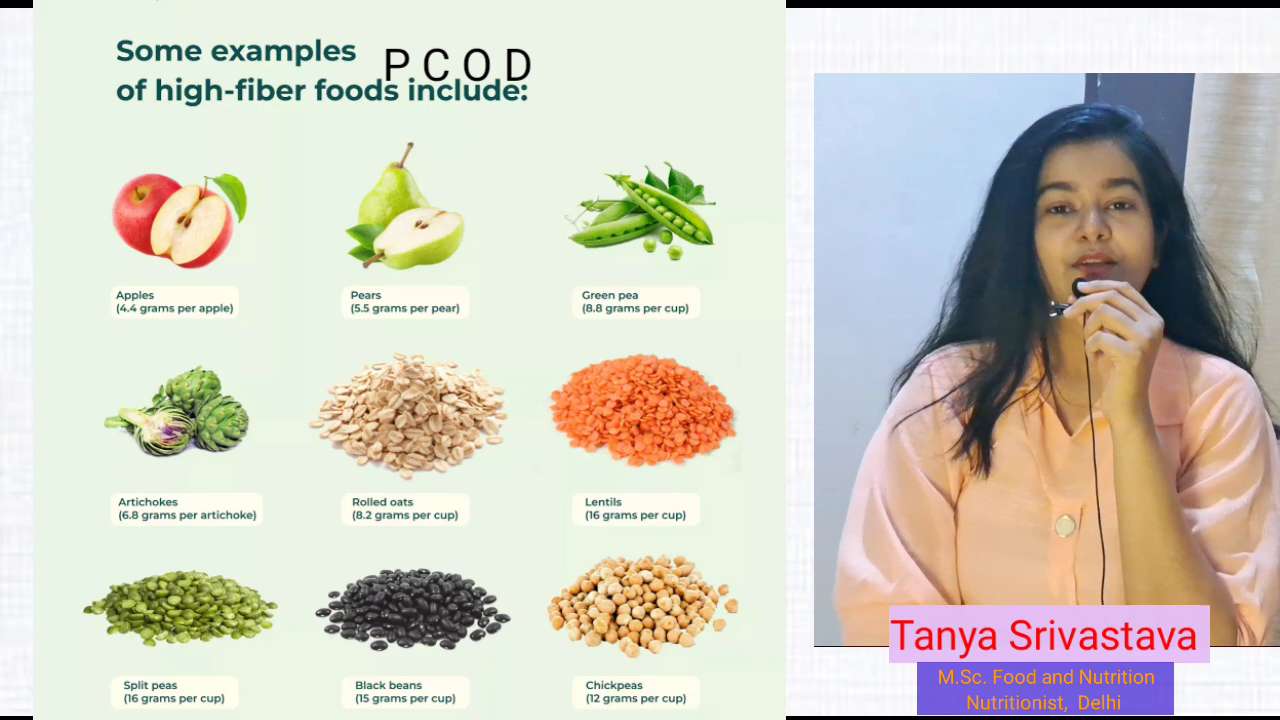 Some examples
P C O D
of high-fiber foods include:
Apples
(4.4 grams per apple)
Pears
(5.5 grams per pear)
Green pea
(8.8 grams per cup)
Artichokes
(6.8 grams per artichoke)
Rolled oats
(8.2 grams per cup)
Lentils
(16 grams per cup)
Split peas
(16 grams per cup)
Black beans
(15 grams per cup)
Chickpeas
(12 grams per cup)
Tanya Srivastava
M.Sc. Food and Nutrition
Nutritionist, Delhi